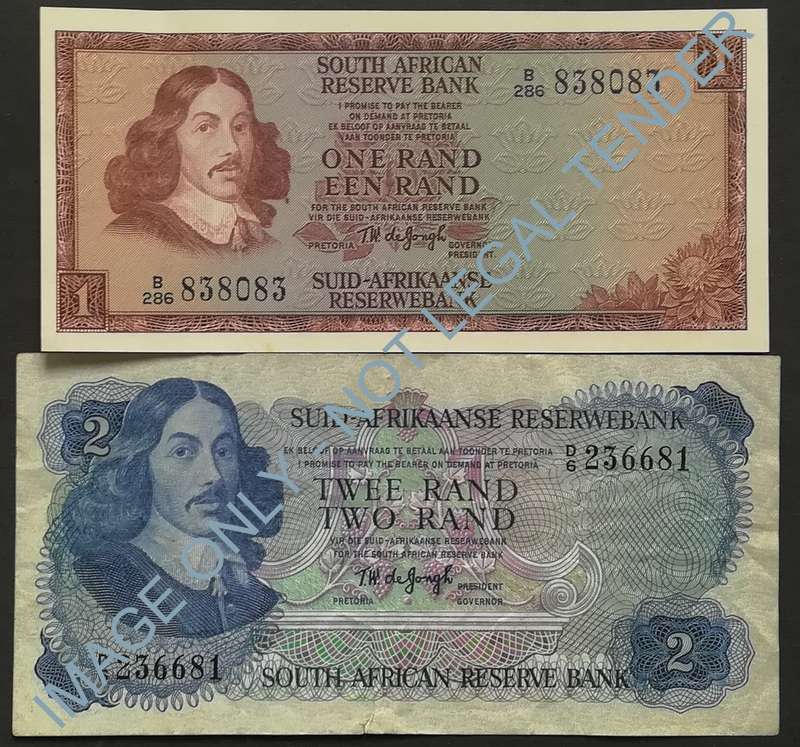 SOUTH AFRICAN
RESERVE BANK
B/286 838083
1
I PROMISE TO PAY THE BEARER
ON DEMAND AT PRETORIA
EK BELOOF OP AANVRAAG TE BETAAL
AAN TOONDER TE PRETORIA
ONE RAND
EEN RAND
FOR THE SOUTH AFRICAN RESERVE BANK
VIR DIE SUID-AFRIKAANSE RESERWEBANK
T.W. de Jongh
PRETORIA GOVERNOR
PRESIDENT.
1
B/286 838083
SUID-AFRIKAANSE
RESERWEBANK
2
SUID-AFRIKAANSE RESERWEBANK
EK BELOOF OP AANVRAAG TE BETAAL AAN TOONDER TE PRETORIA
I PROMISE TO PAY THE BEARER ON DEMAND AT PRETORIA
D/6 236681
TWEE RAND
TWO RAND
VIR DIE SUID-AFRIKAANSE RESERWEBANK
FOR THE SOUTH AFRICAN RESERVE BANK
T.W. de Jongh
PRESIDENT
PRETORIA GOVERNOR
236681
2
SOUTH AFRICAN RESERVE BANK
IMAGE ONLY - NOT LEGAL TENDER